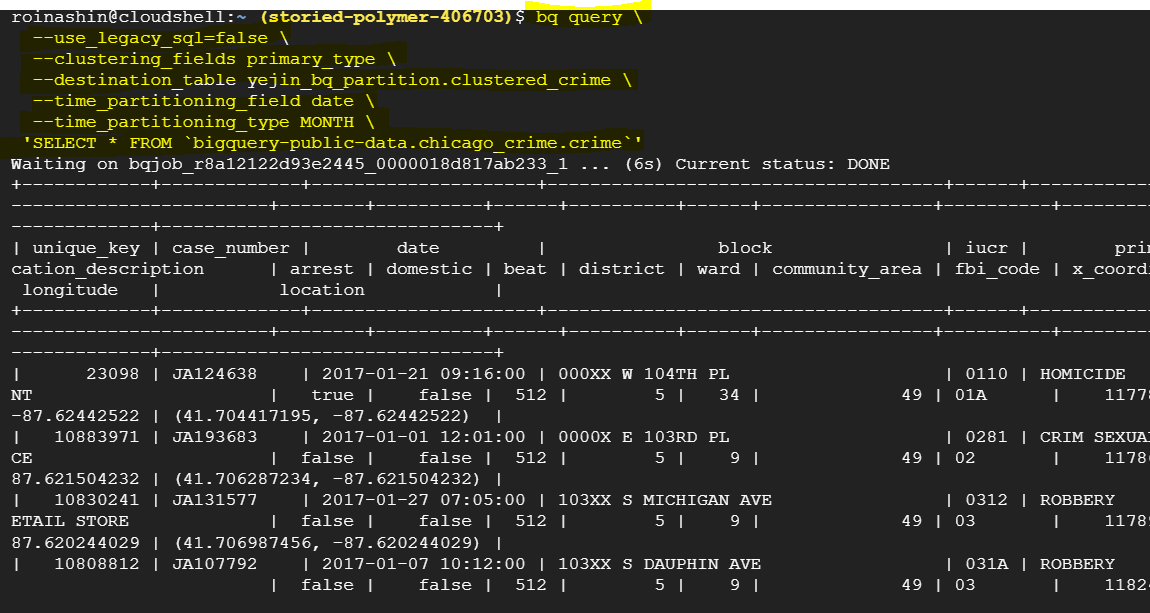 roinashin@cloudshell:~ (storied-polymer-406703)$ bq query \
  --use_legacy_sql=false \
  --clustering_fields primary_type \
  --destination_table yejin_bq_partition.clustered_crime \
  --time_partitioning_field date \
  --time_partitioning_type MONTH \
 'SELECT * FROM `bigquery-public-data.chicago_crime.crime`'
Waiting on bqjob_r8a12122d93e2445_0000018d817ab233_1 ... (6s) Current status: DONE
+------------+-------------+---------------------+--------------------------------------+------+-----------
------------------------+--------+----------+------+----------+------+----------------+----------+---------
-------------+-------------------------------+
| unique_key | case_number |        date         |                block                 | iucr |        pri
cation_description      | arrest | domestic | beat | district | ward | community_area | fbi_code | x_coordi
 longitude   |           location            |
+------------+-------------+---------------------+--------------------------------------+------+-----------
------------------------+--------+----------+------+----------+------+----------------+----------+---------
-------------+-------------------------------+
|      23098 | JA124638    | 2017-01-21 09:16:00 | 000XX W 104TH PL                     | 0110 | HOMICIDE
NT                      |   true |    false | 512 |        5 |   34 |             49 | 01A      |    1177
-87.62442522 | (41.704417195, -87.62442522)  |
|   10883971 | JA193683    | 2017-01-01 12:01:00 | 0000X E 103RD PL                     | 0281 | CRIM SEXUA
CE                      |  false |    false | 512 |        5 |    9 |             49 | 02       |    1178
87.621504232 | (41.706287234, -87.621504232) |
|   10830241 | JA131577    | 2017-01-27 07:05:00 | 103XX S MICHIGAN AVE                 | 0312 | ROBBERY
ETAIL STORE             |  false |    false | 512 |        5 |    9 |             49 | 03       |    1178
87.620244029 | (41.706987456, -87.620244029) |
|   10808812 | JA107792    | 2017-01-07 10:12:00 | 103XX S DAUPHIN AVE                  | 031A | ROBBERY
                        |  false |    false | 512 |        5 |    9 |             49 | 03       |    1182